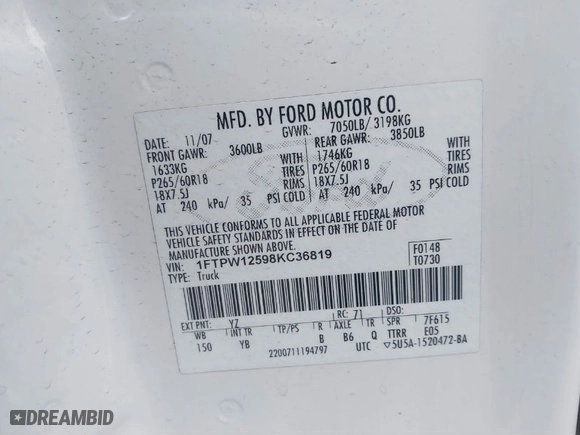 MFD. BY FORD MOTOR CO.
DATE: 11/07 GVWR: 7050LB/ 3198KG
FRONT GAWR: 3600LB REAR GAWR: 3850LB
1633KG WITH 1746KG WITH
P265/60R18 TIRES P265/60R18 TIRES
18X7.5J RIMS 18X7.5J RIMS
AT 240 kPa/ 35 PSI COLD AT 240 kPa/ 35 PSI COLD
THIS VEHICLE CONFORMS TO ALL APPLICABLE FEDERAL MOTOR
VEHICLE SAFETY STANDARDS IN EFFECT ON THE DATE OF
MANUFACTURE SHOWN ABOVE.
VIN: 1FTPW12598KC36819 F0148
TYPE: Truck T0730
EXT PNT: YZ RC: 71 DSO:
WB INT TR TP/PS R AXLE TR SPR 7F615
150 YB B B6 Q TTRR E05
2200711194797 UTC ▽5U5A-1520472-BA
DREAMBID